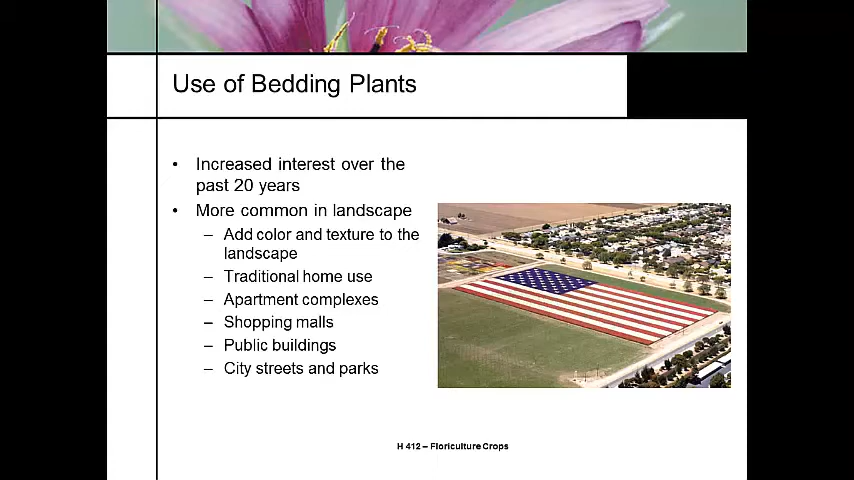 Use of Bedding Plants
• Increased interest over the
past 20 years
• More common in landscape
– Add color and texture to the
landscape
– Traditional home use
– Apartment complexes
– Shopping malls
– Public buildings
– City streets and parks
H 412 – Floriculture Crops